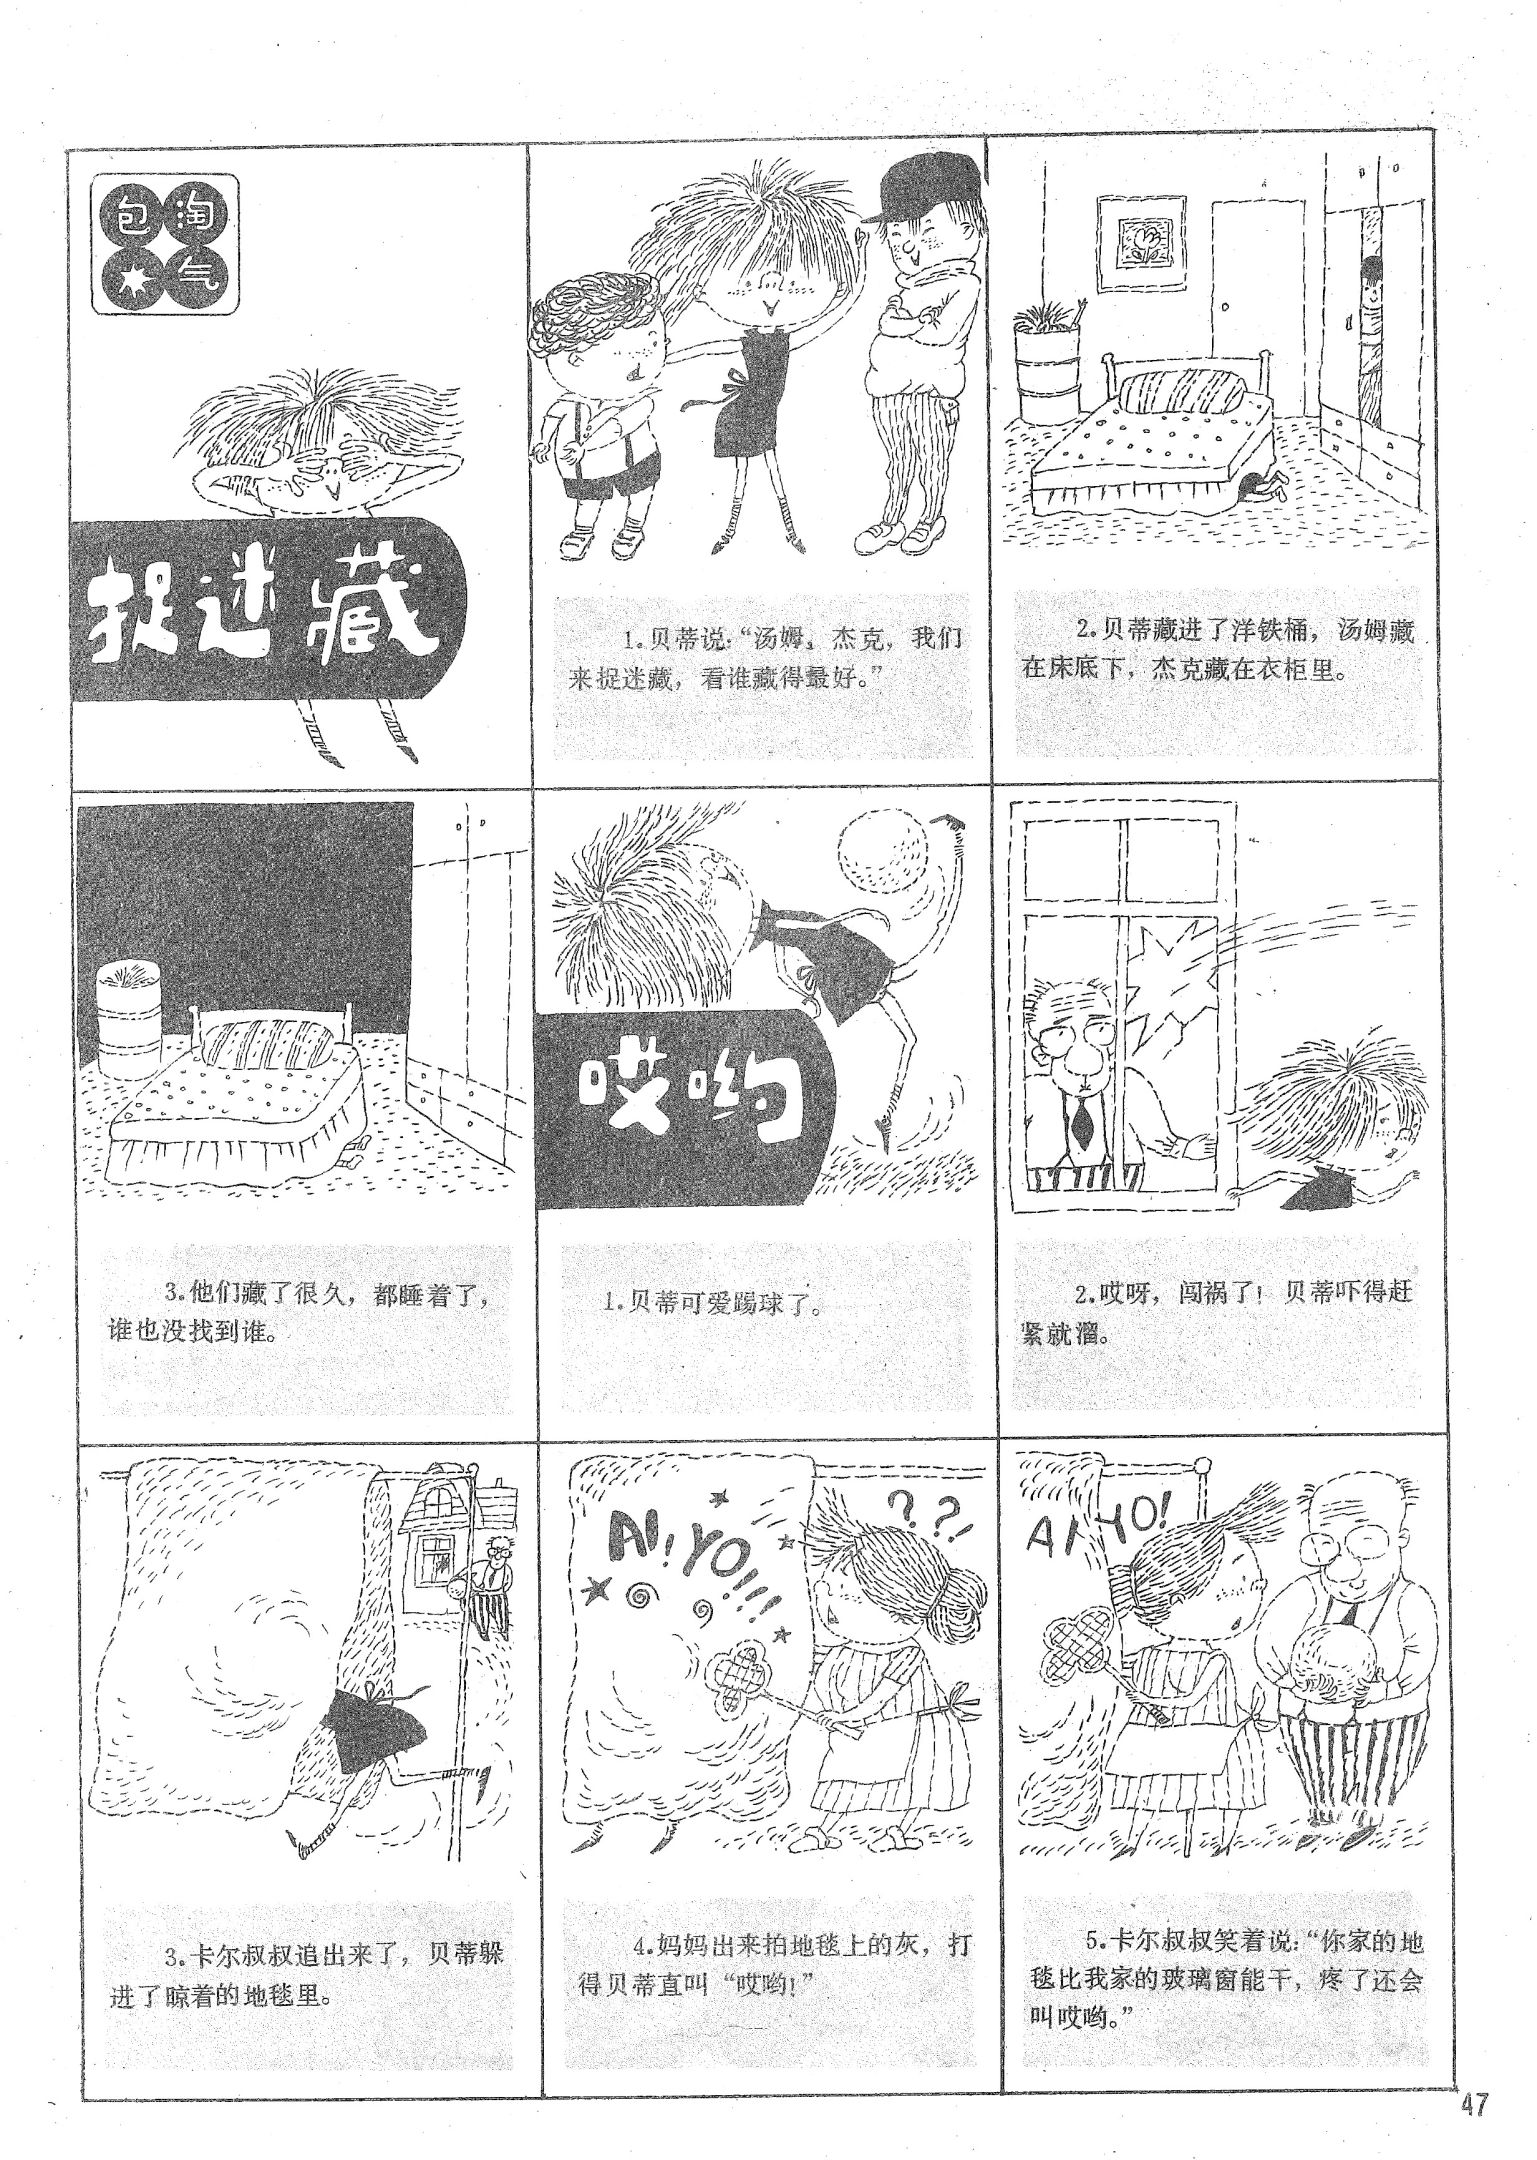 淘气
包
捉迷藏
1.贝蒂说:“汤姆，杰克，我们
来捉迷藏，看谁藏得最好。”
2.贝蒂藏进了洋铁桶，汤姆藏
在床底下，杰克藏在衣柜里。
3.他们藏了很久，都睡着了，
谁也没找到谁。
哎哟
1.贝蒂可爱踢球了。
2.哎呀，闯祸了！贝蒂吓得赶
紧就溜。
3.卡尔叔叔追出来了，贝蒂躲
进了晾着的地毯里。
AI!YO!!!
??!
4.妈妈出来拍地毯上的灰，打
得贝蒂直叫“哎哟!”
AIYO!
5.卡尔叔叔笑着说:“你家的地
毯比我家的玻璃窗能干，疼了还会
叫哎哟。”
47